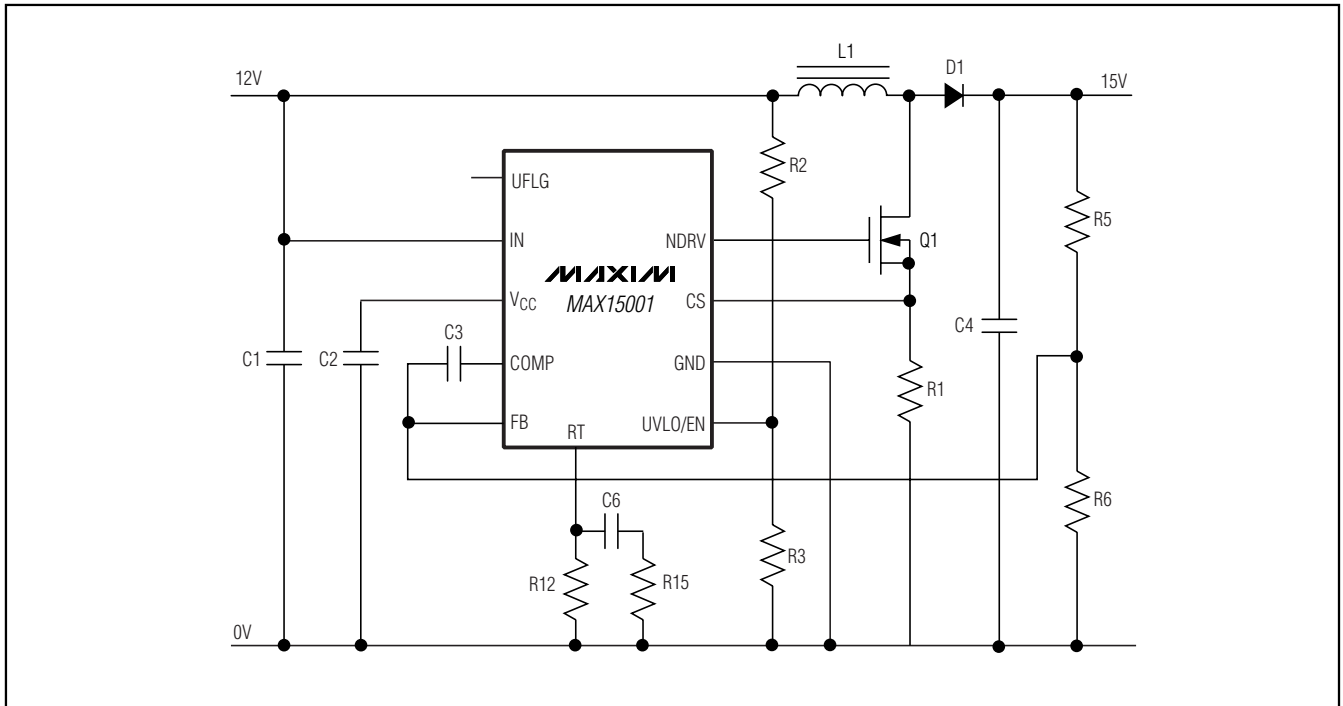 L1
D1
12V
15V
R2
UFLG
R5
IN
NDRV
Q1
MAXIM
MAX15001
VCC
CS
C3
C4
C1
C2
COMP
GND
R1
FB
UVLO/EN
RT
C6
R6
R3
R12
R15
0V